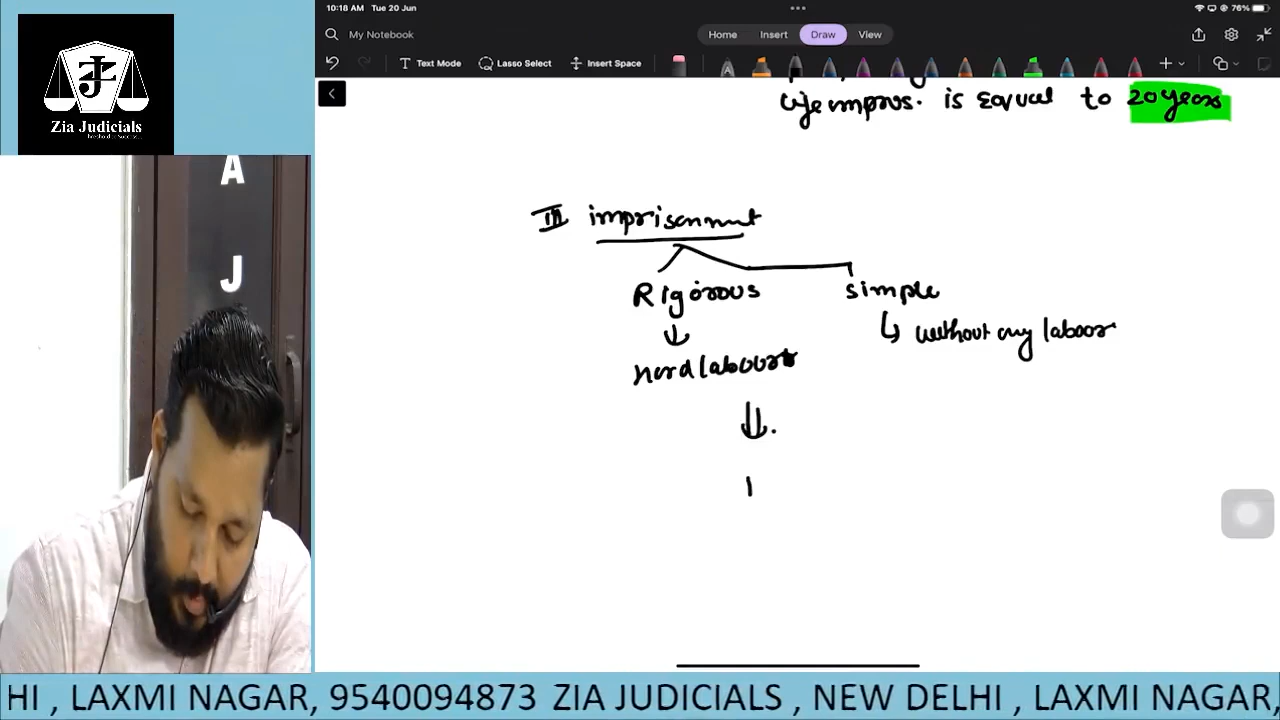 10:18 AM Tue 20 Jun
76%
My Notebook
Home Insert Draw View
Text Mode Lasso Select Insert Space
Zia Judicials
A
J
is equal to 20 years
III imprisonment
Rigorous simple
without any labour
hard labour
HI , LAXMI NAGAR, 9540094873 ZIA JUDICIALS , NEW DELHI , LAXMI NAGAR,